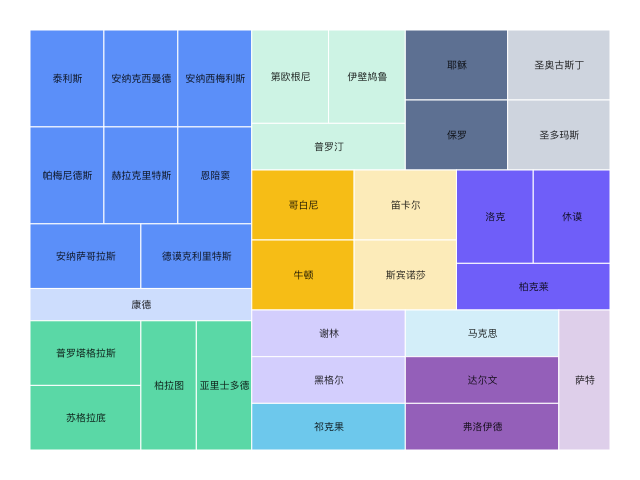 泰利斯
安纳克西曼德
安纳西梅利斯
帕梅尼德斯
赫拉克里特斯
恩陪窦
安纳萨哥拉斯
德谟克利里特斯
康德
普罗塔格拉斯
苏格拉底
柏拉图
亚里士多德
第欧根尼
伊壁鸠鲁
普罗汀
耶稣
圣奥古斯丁
保罗
圣多玛斯
哥白尼
笛卡尔
牛顿
斯宾诺莎
洛克
休谟
柏克莱
谢林
黑格尔
祁克果
马克思
达尔文
弗洛伊德
萨特